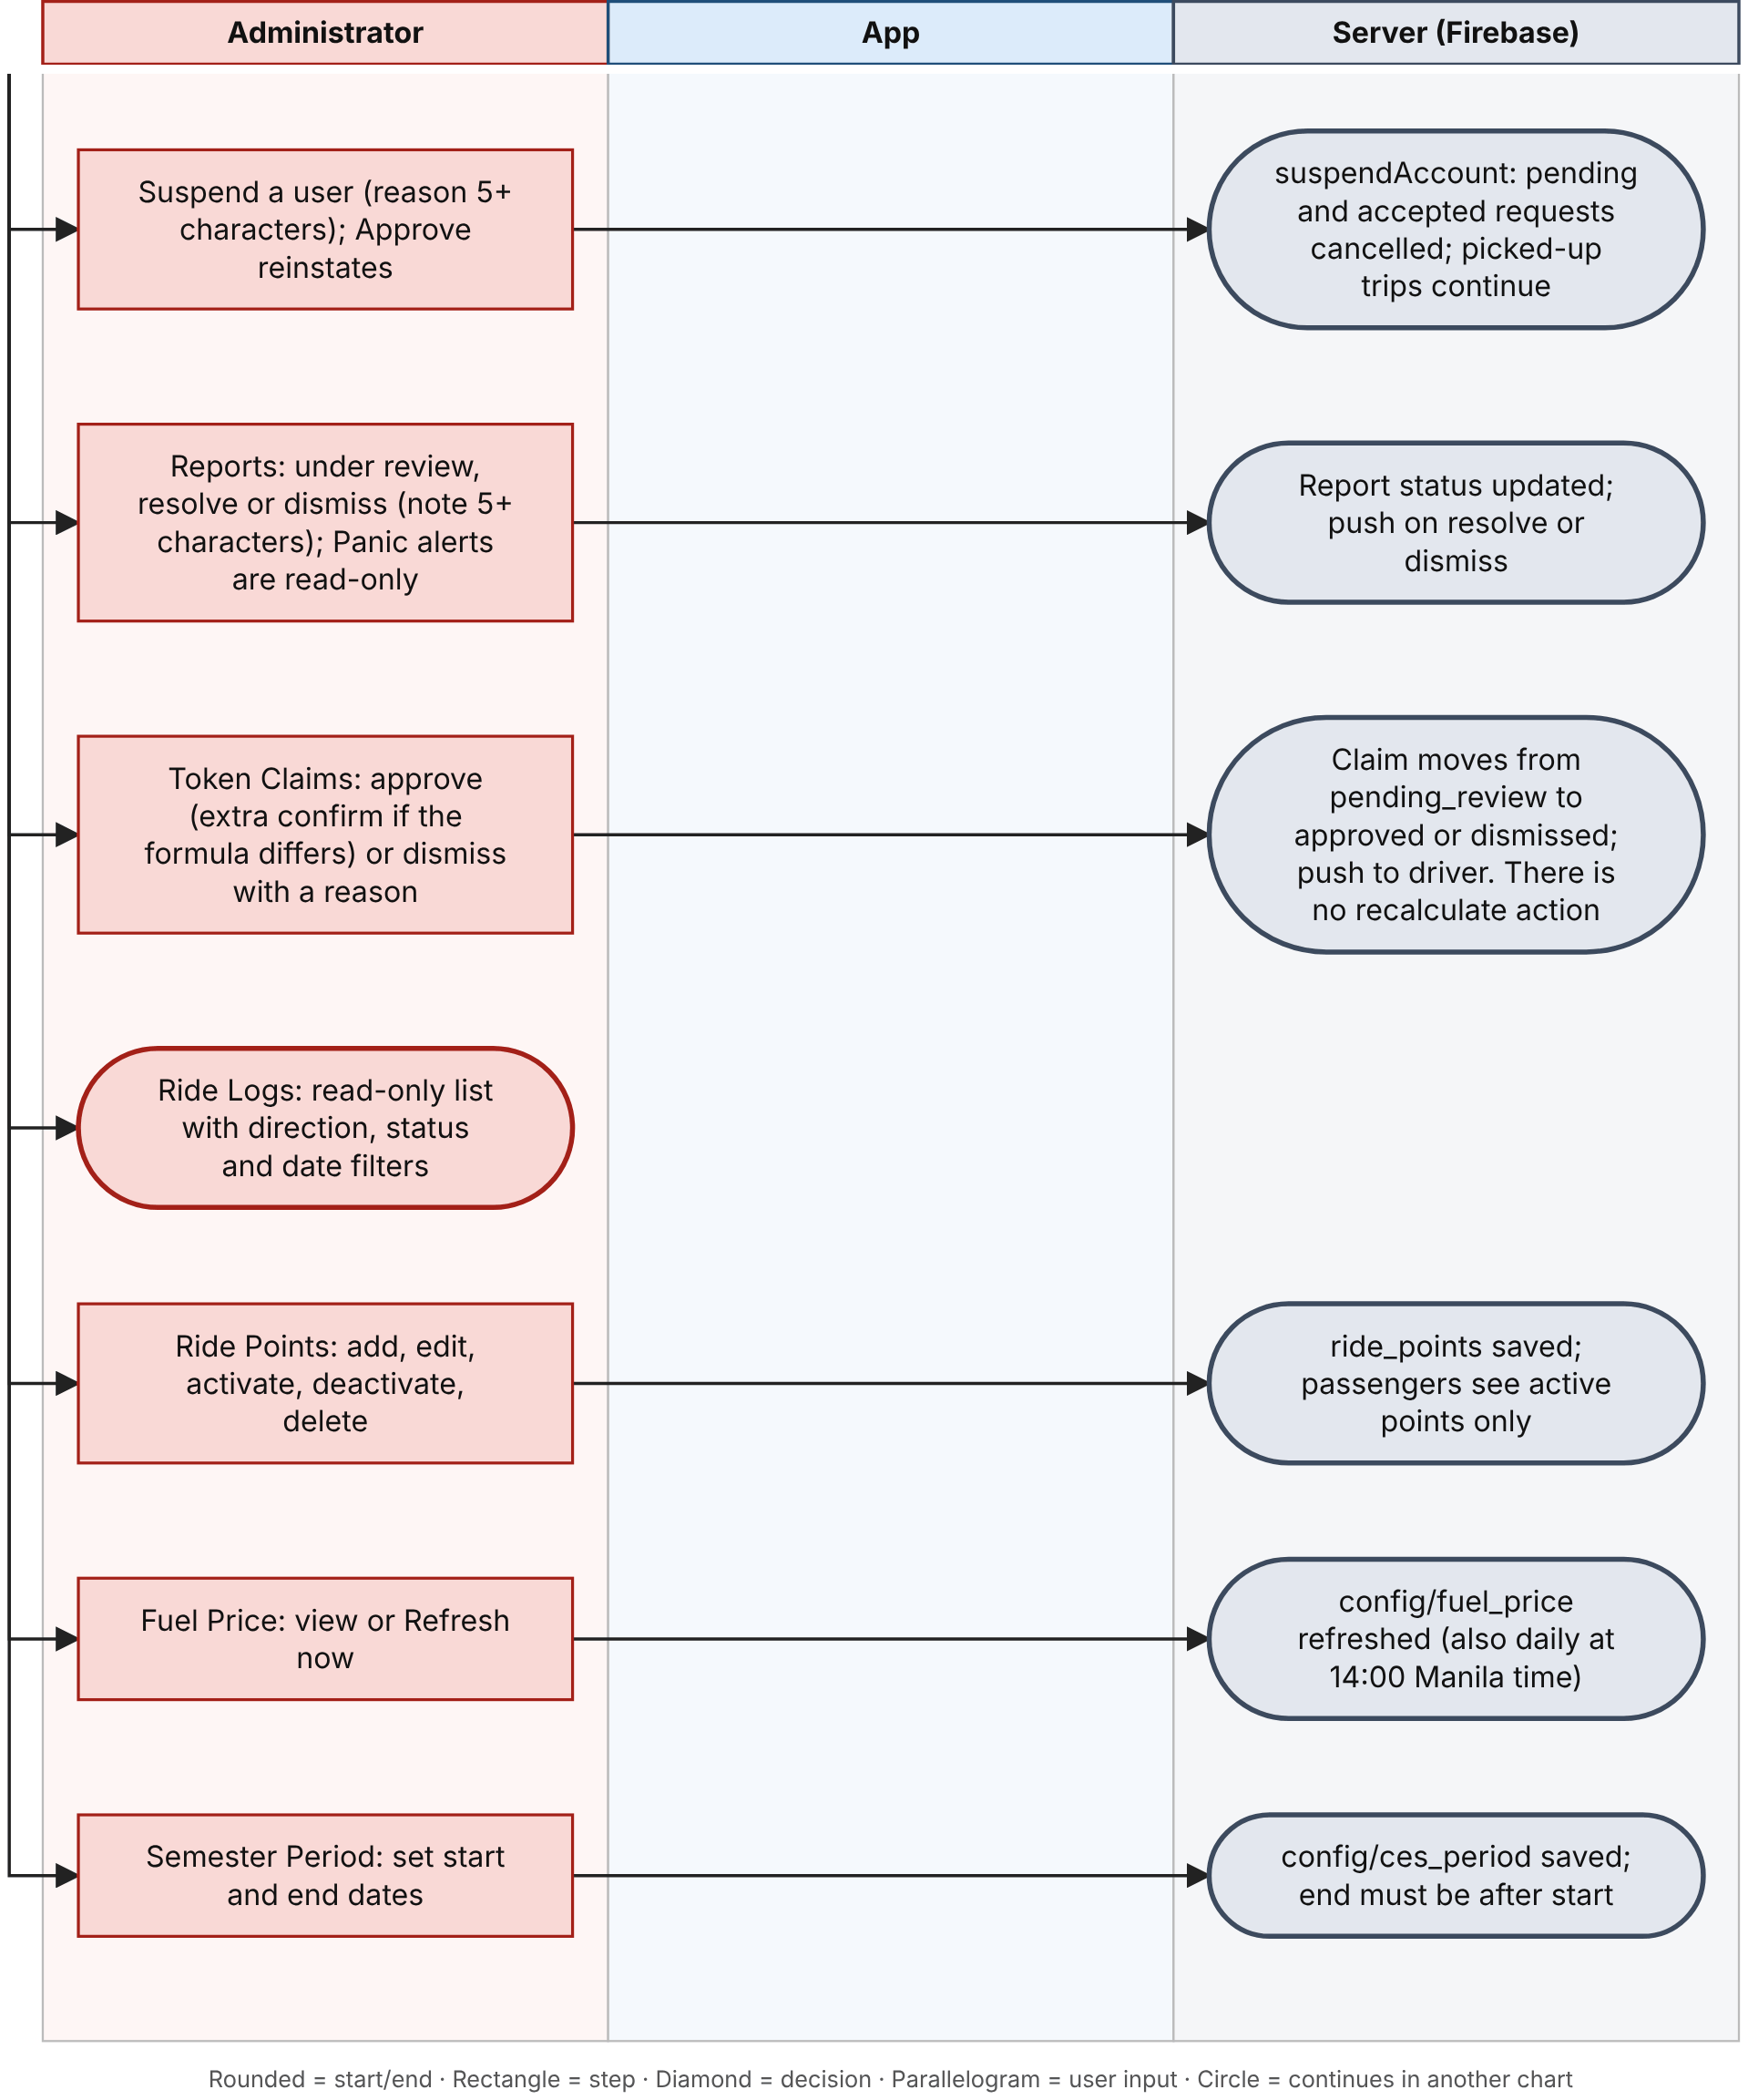 Administrator
App
Server (Firebase)
Suspend a user (reason 5+
characters); Approve
reinstates
suspendAccount: pending
and accepted requests
cancelled; picked-up
trips continue
Reports: under review,
resolve or dismiss (note 5+
characters); Panic alerts
are read-only
Report status updated;
push on resolve or
dismiss
Token Claims: approve
(extra confirm if the
formula differs) or dismiss
with a reason
Claim moves from
pending_review to
approved or dismissed;
push to driver. There is
no recalculate action
Ride Logs: read-only list
with direction, status
and date filters
Ride Points: add, edit,
activate, deactivate,
delete
ride_points saved;
passengers see active
points only
Fuel Price: view or Refresh
now
config/fuel_price
refreshed (also daily at
14:00 Manila time)
Semester Period: set start
and end dates
config/ces_period saved;
end must be after start
Rounded = start/end · Rectangle = step · Diamond = decision · Parallelogram = user input · Circle = continues in another chart